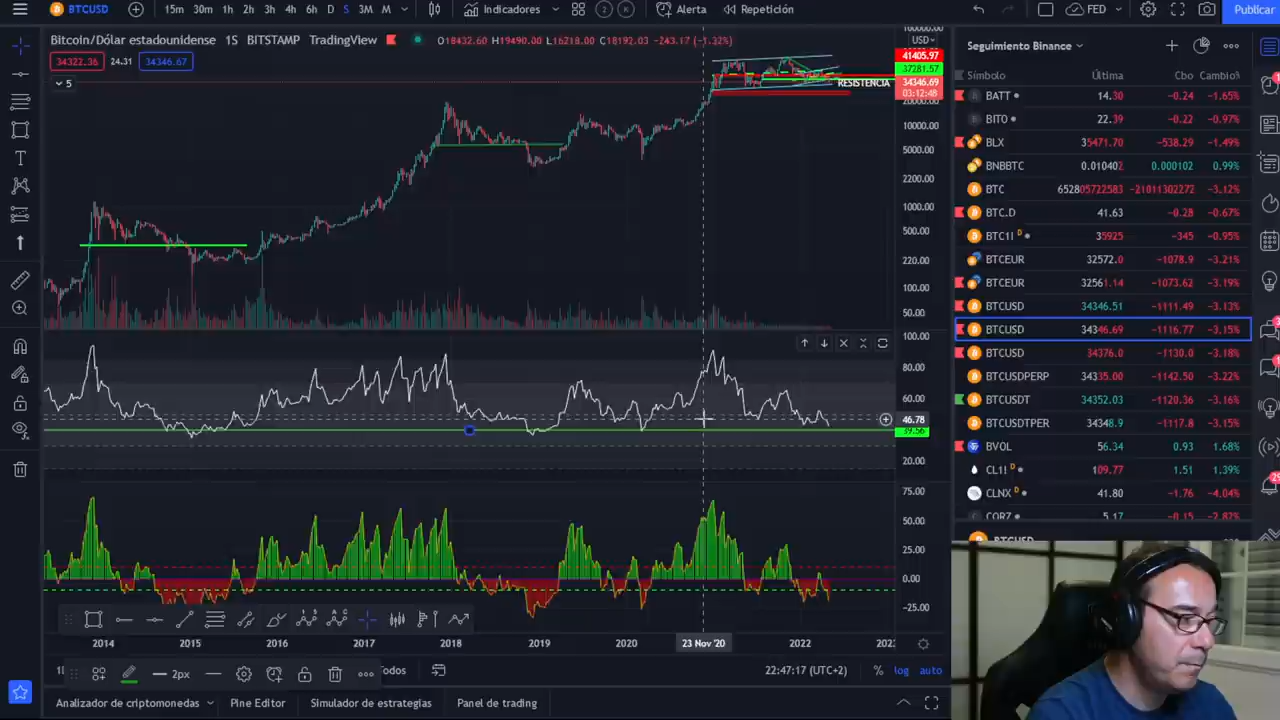 BTCUSD 15m 30m 1h 2h 3h 4h 6h D S 3M M Indicadores 2 K Alerta Repetición FED Publicar
Bitcoin/Dólar estadounidense 1S BITSTAMP TradingView O18432.60 H19490.00 L16218.00 C18192.03 -243.17 (-1.32%)
34322.36 24.31 34346.67
5
USD
41405.97
37281.57
34346.69
03:12:48
20000.00
10000.00
5000.00
2200.00
1000.00
500.00
220.00
100.00
50.00
RESISTENCIA
100.00
80.00
60.00
46.78
39.56
20.00
75.00
50.00
25.00
0.00
-25.00
2014 2015 2016 2017 2018 2019 2020 23 Nov '20 2022
2px
odos
22:47:17 (UTC+2) % log auto
Analizador de criptomonedas Pine Editor Simulador de estrategias Panel de trading
Seguimiento Binance
Símbolo Última Cbo Cambio%
BATT 14.30 -0.24 -1.65%
BITO 22.39 -0.22 -0.97%
BLX 35471.70 -538.29 -1.49%
BNBBTC 0.010402 0.000102 0.99%
BTC 652805722583 -21011302272 -3.12%
BTC.D 41.63 -0.28 -0.67%
BTC1! D 35925 -345 -0.95%
BTCEUR 32572.0 -1078.9 -3.21%
BTCEUR 32561.14 -1073.62 -3.19%
BTCUSD 34346.51 -1111.49 -3.13%
BTCUSD 34346.69 -1116.77 -3.15%
BTCUSD 34376.0 -1130.0 -3.18%
BTCUSDPERP 34335.00 -1142.50 -3.22%
BTCUSDT 34352.03 -1120.36 -3.16%
BTCUSDTPER 34348.9 -1117.8 -3.15%
BVOL 56.34 0.93 1.68%
CL1! D 109.77 1.51 1.39%
CLNX D 41.80 -1.76 -4.04%
CORZ 5.17 -0.15 -2.82%